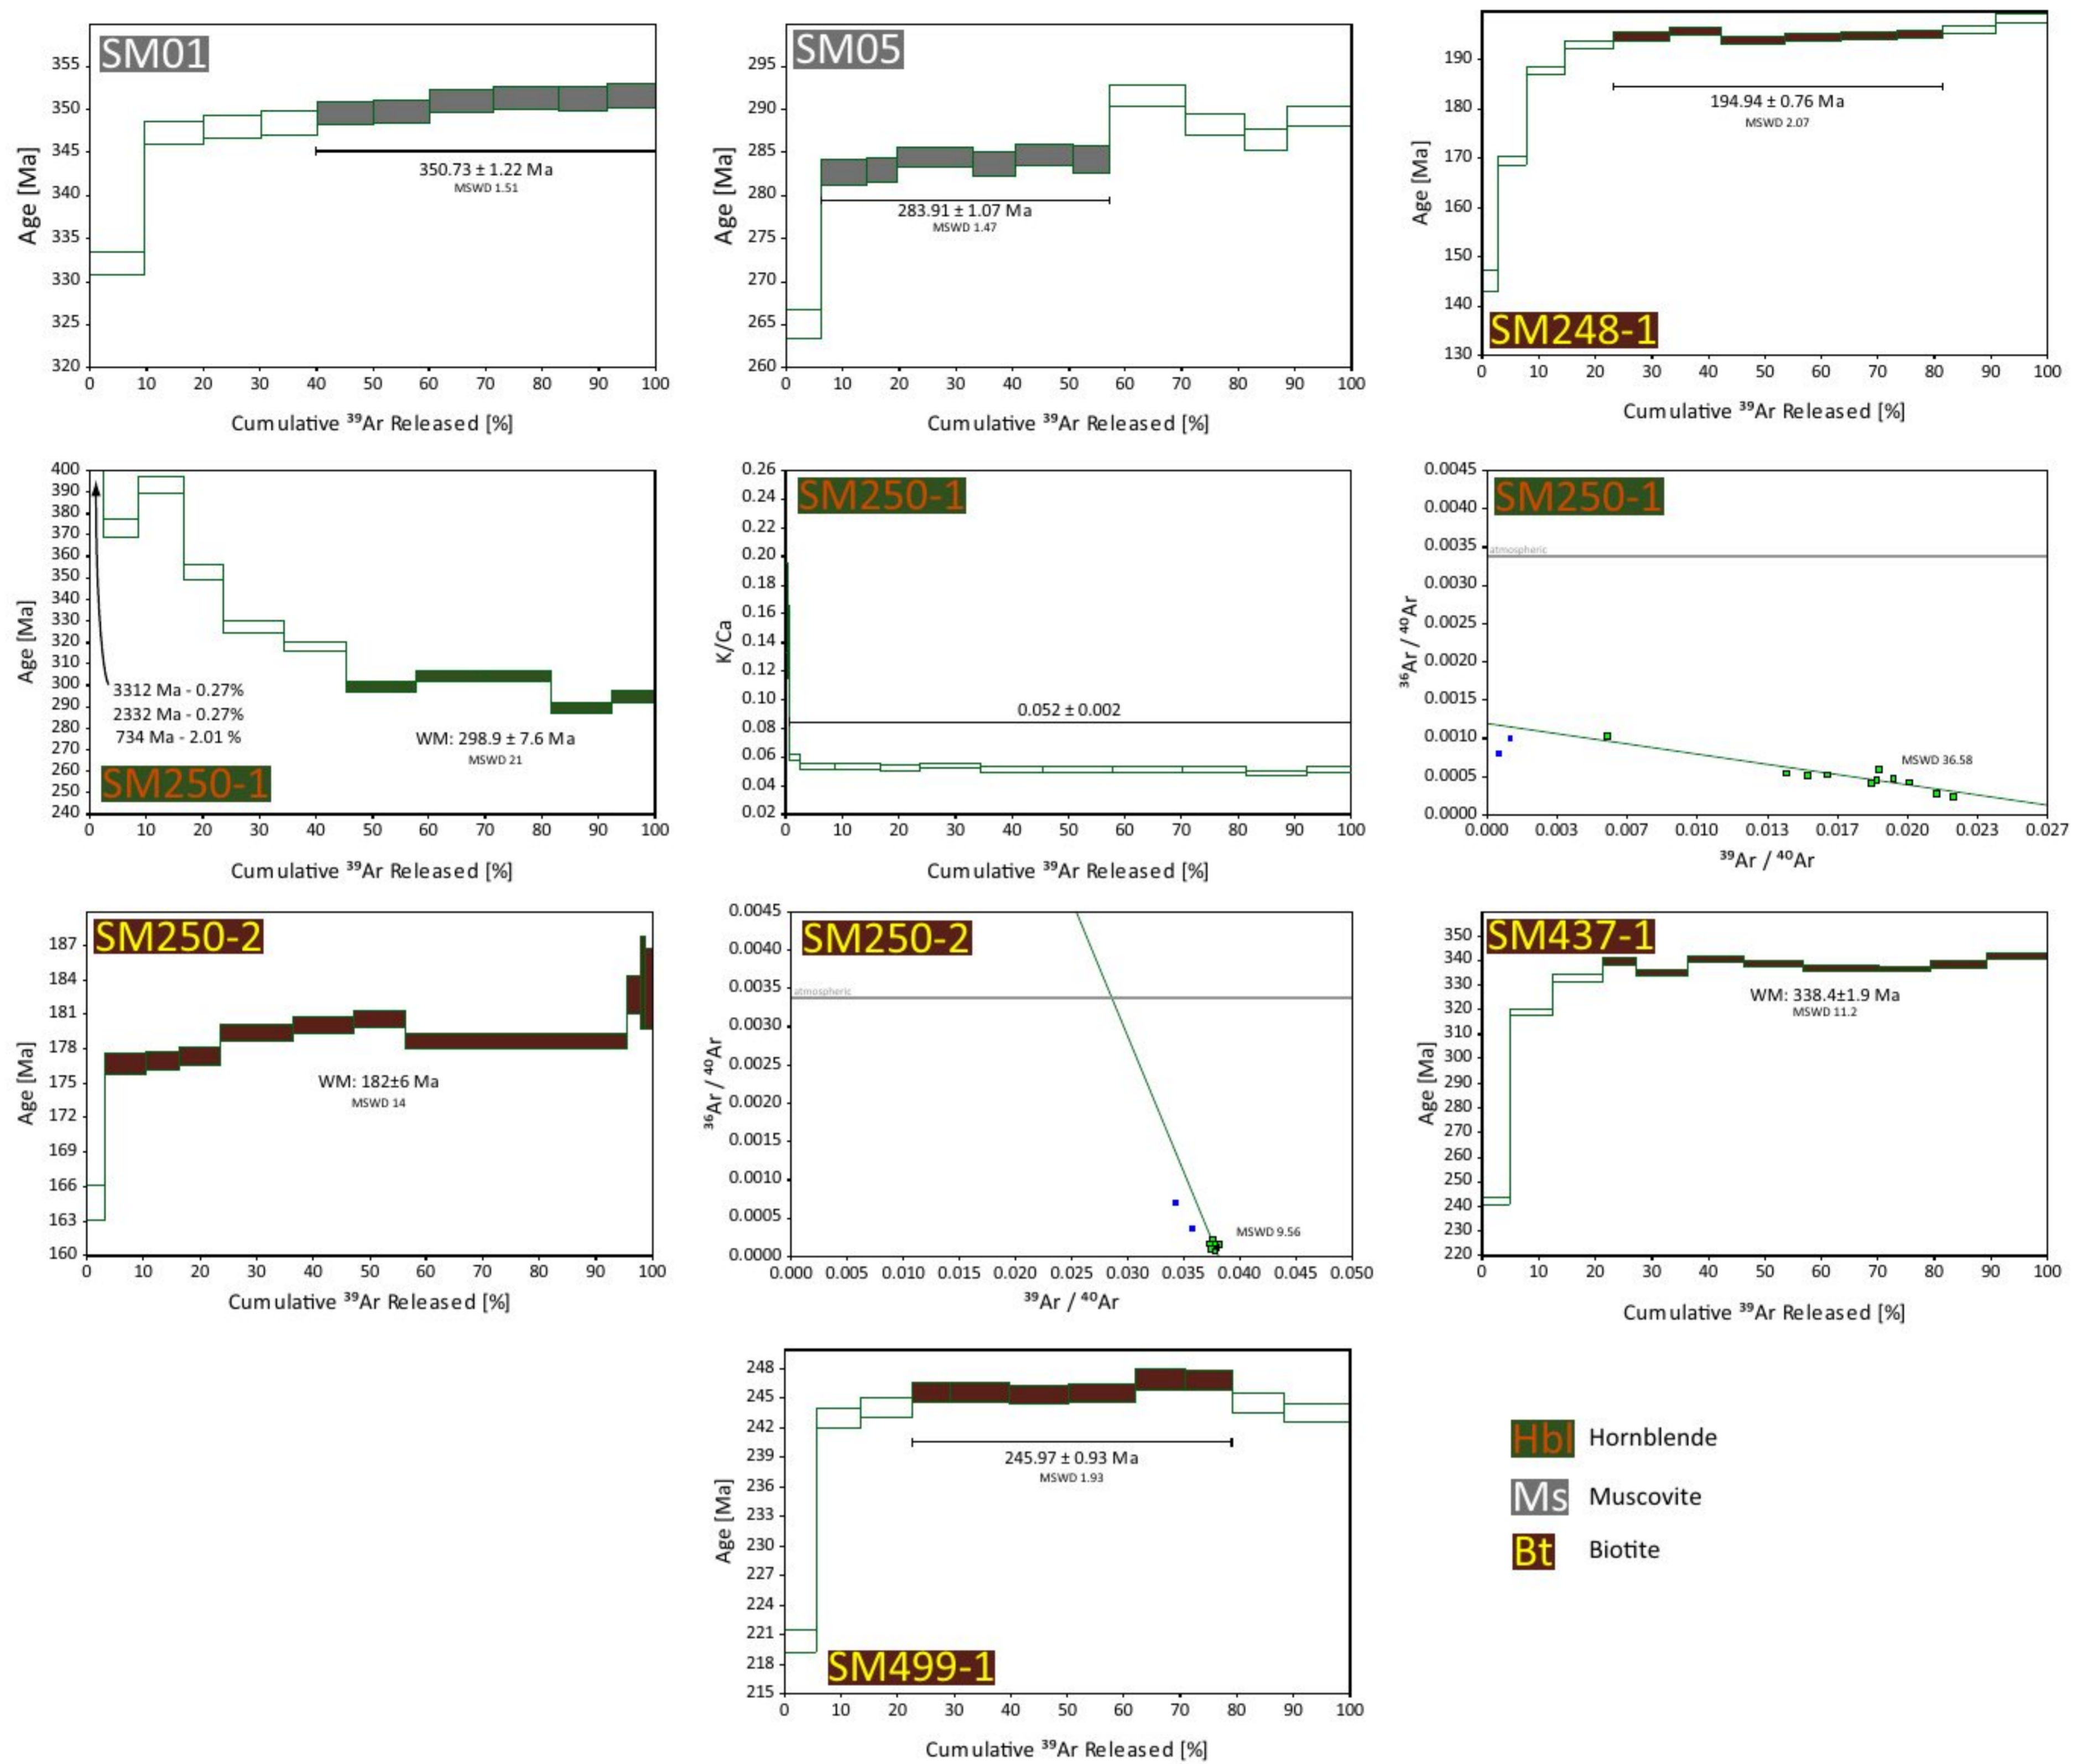 SM01
Age [Ma]
355
350
345
340
335
330
325
320
350.73 ± 1.22 Ma
MSWD 1.51
0 10 20 30 40 50 60 70 80 90 100
Cumulative ³⁹Ar Released [%]
SM05
Age [Ma]
295
290
285
280
275
270
265
260
283.91 ± 1.07 Ma
MSWD 1.47
0 10 20 30 40 50 60 70 80 90 100
Cumulative ³⁹Ar Released [%]
Age [Ma]
190
180
170
160
150
140
130
194.94 ± 0.76 Ma
MSWD 2.07
SM248-1
0 10 20 30 40 50 60 70 80 90 100
Cumulative ³⁹Ar Released [%]
Age [Ma]
400
390
380
370
360
350
340
330
320
310
300
290
280
270
260
250
240
3312 Ma - 0.27%
2332 Ma - 0.27%
734 Ma - 2.01 %
WM: 298.9 ± 7.6 Ma
MSWD 21
SM250-1
0 10 20 30 40 50 60 70 80 90 100
Cumulative ³⁹Ar Released [%]
SM250-1
K/Ca
0.26
0.24
0.22
0.20
0.18
0.16
0.14
0.12
0.10
0.08
0.06
0.04
0.02
0.052 ± 0.002
0 10 20 30 40 50 60 70 80 90 100
Cumulative ³⁹Ar Released [%]
SM250-1
³⁶Ar / ⁴⁰Ar
0.0045
0.0040
0.0035
0.0030
0.0025
0.0020
0.0015
0.0010
0.0005
0.0000
atmospheric
MSWD 36.58
0.000 0.003 0.007 0.010 0.013 0.017 0.020 0.023 0.027
³⁹Ar / ⁴⁰Ar
SM250-2
Age [Ma]
187
184
181
178
175
172
169
166
163
160
WM: 182±6 Ma
MSWD 14
0 10 20 30 40 50 60 70 80 90 100
Cumulative ³⁹Ar Released [%]
SM250-2
³⁶Ar / ⁴⁰Ar
0.0045
0.0040
0.0035
0.0030
0.0025
0.0020
0.0015
0.0010
0.0005
0.0000
atmospheric
MSWD 9.56
0.000 0.005 0.010 0.015 0.020 0.025 0.030 0.035 0.040 0.045 0.050
³⁹Ar / ⁴⁰Ar
SM437-1
Age [Ma]
350
340
330
320
310
300
290
280
270
260
250
240
230
220
WM: 338.4±1.9 Ma
MSWD 11.2
0 10 20 30 40 50 60 70 80 90 100
Cumulative ³⁹Ar Released [%]
Age [Ma]
248
245
242
239
236
233
230
227
224
221
218
215
245.97 ± 0.93 Ma
MSWD 1.93
SM499-1
0 10 20 30 40 50 60 70 80 90 100
Cumulative ³⁹Ar Released [%]
Hbl Hornblende
Ms Muscovite
Bt Biotite